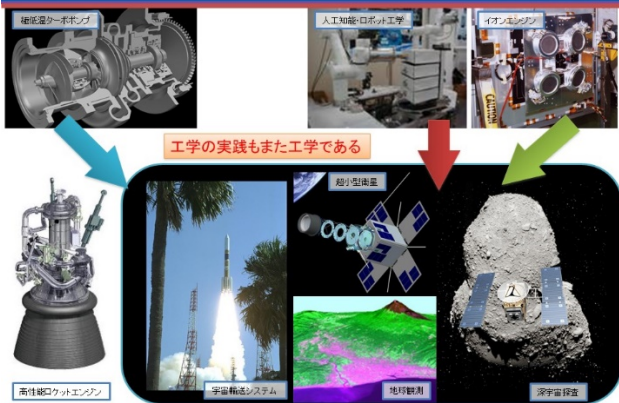 極低温ターボポンプ
人工知能・ロボット工学
イオンエンジン
CAUTION
工学の実践もまた工学である
超小型衛星
高性能ロケットエンジン
宇宙輸送システム
地球観測
深宇宙探査